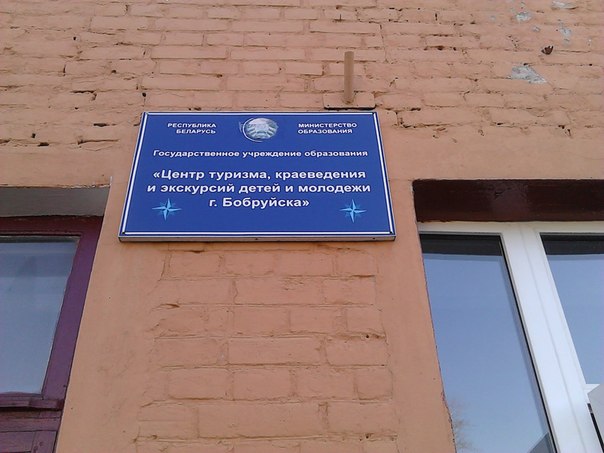 РЕСПУБЛИКА БЕЛАРУСЬ
МИНИСТЕРСТВО ОБРАЗОВАНИЯ
Государственное учреждение образования
«Центр туризма, краеведения
и экскурсий детей и молодежи
г. Бобруйска»